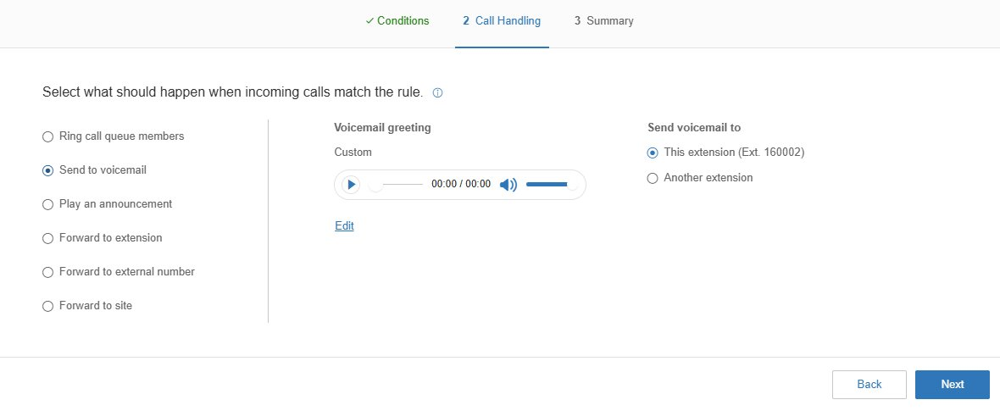 ✓ Conditions
2 Call Handling
3 Summary
Select what should happen when incoming calls match the rule.
Ring call queue members
Send to voicemail
Play an announcement
Forward to extension
Forward to external number
Forward to site
Voicemail greeting
Custom
00:00 / 00:00
Edit
Send voicemail to
This extension (Ext. 160002)
Another extension
Back
Next